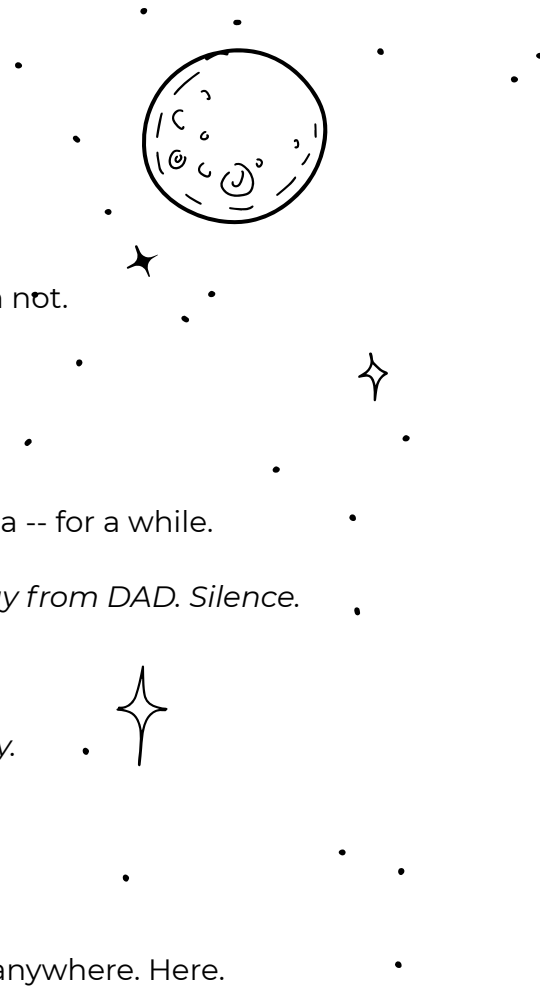 not.
a -- for a while.
from DAD. Silence.
anywhere. Here.